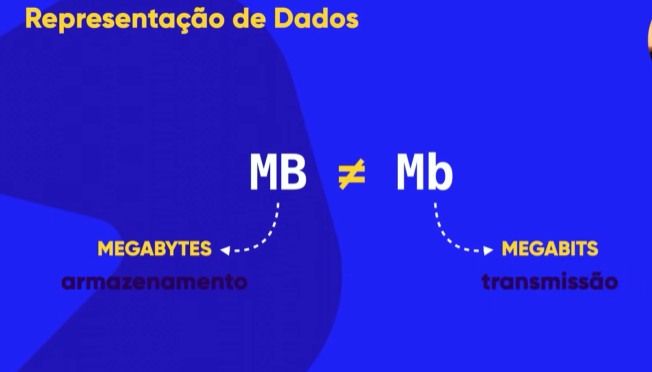 Representação de Dados
MB ≠ Mb
MEGABYTES
armazenamento
MEGABITS
transmissão